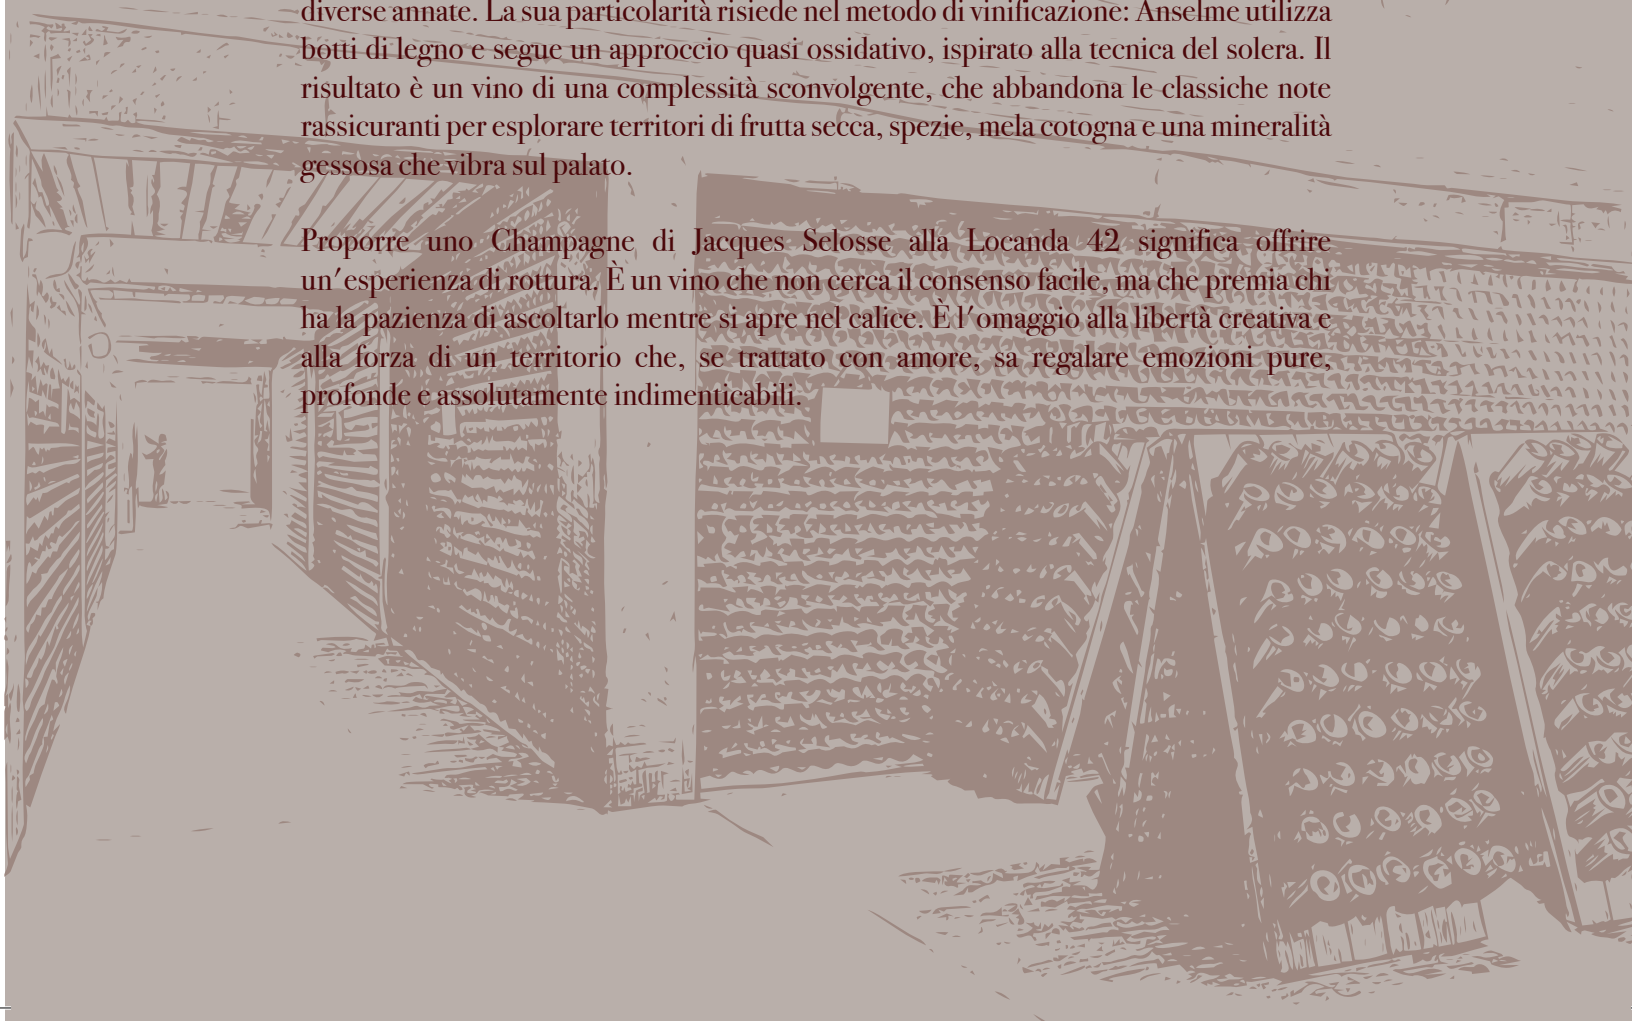 diverse annate. La sua particolarità risiede nel metodo di vinificazione: Anselme utilizza
botti di legno e segue un approccio quasi ossidativo, ispirato alla tecnica del solera. Il
risultato è un vino di una complessità sconvolgente, che abbandona le classiche note
rassicuranti per esplorare territori di frutta secca, spezie, mela cotogna e una mineralità
gessosa che vibra sul palato.
Proporre uno Champagne di Jacques Selosse alla Locanda 42 significa offrire
un'esperienza di rottura. È un vino che non cerca il consenso facile, ma che premia chi
ha la pazienza di ascoltarlo mentre si apre nel calice. È l'omaggio alla libertà creativa e
alla forza di un territorio che, se trattato con amore, sa regalare emozioni pure,
profonde e assolutamente indimenticabili.